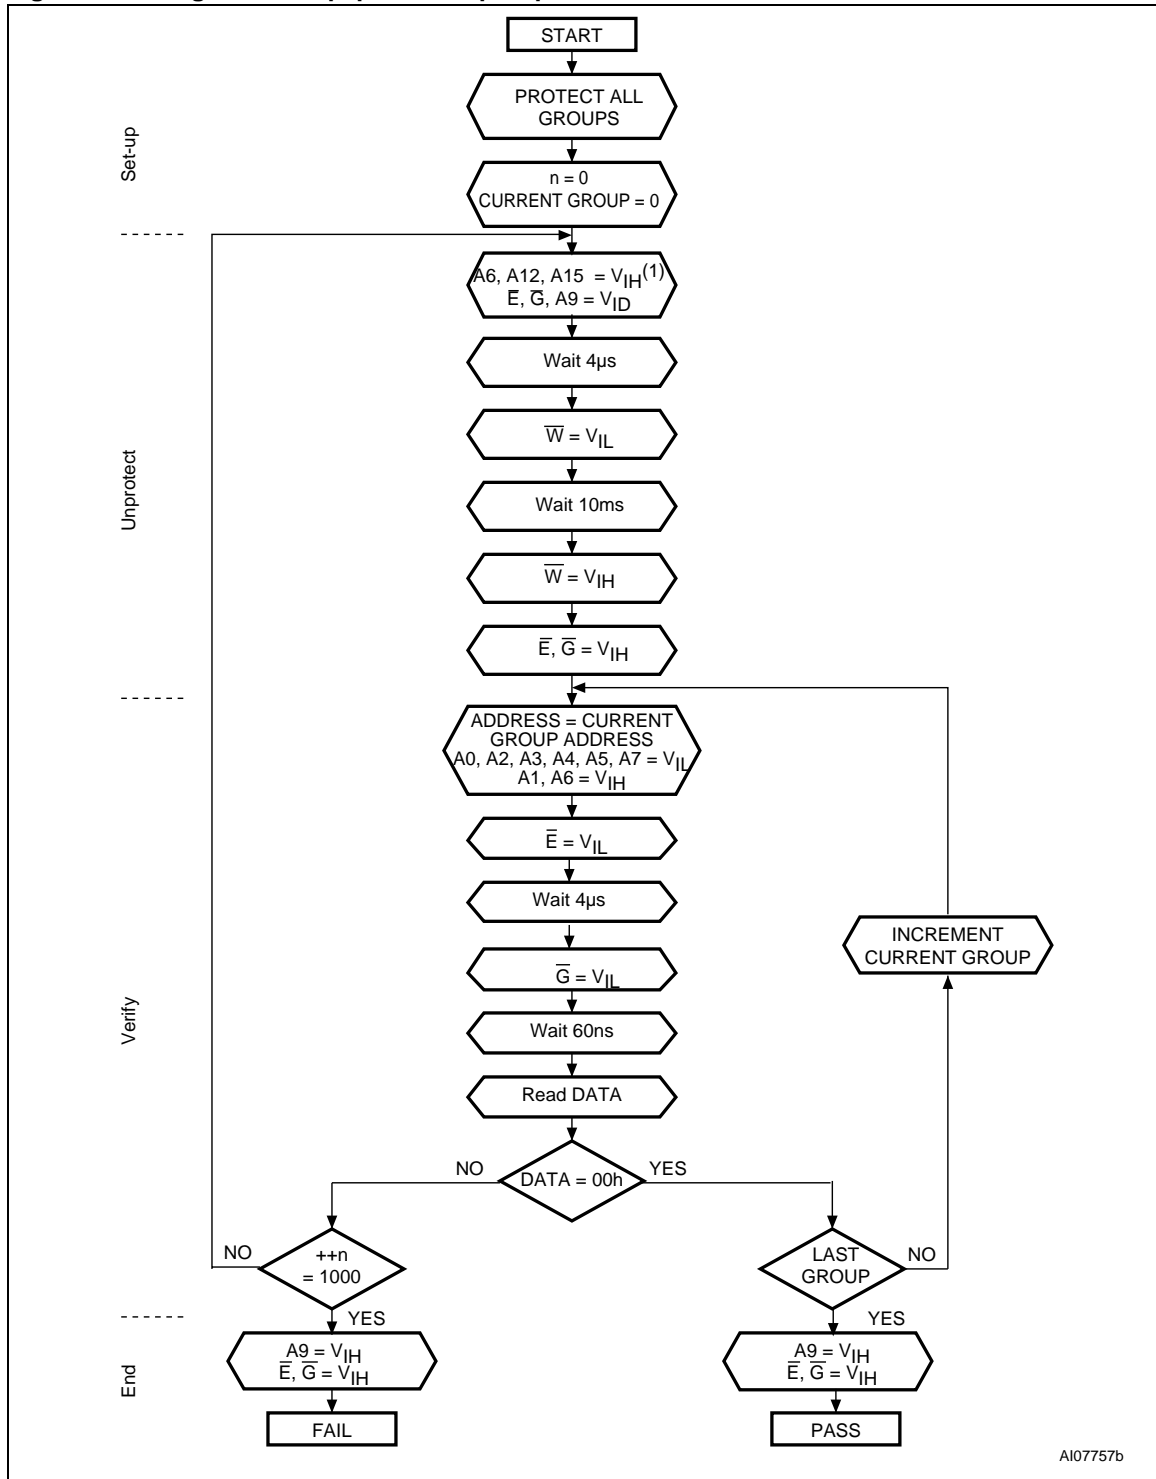 START
PROTECT ALL
GROUPS
Set-up
n = 0
CURRENT GROUP = 0
A6, A12, A15 = VIH(1)
E̅, G̅, A9 = VID
Wait 4µs
W̅ = VIL
Unprotect
Wait 10ms
W̅ = VIH
E̅, G̅ = VIH
ADDRESS = CURRENT
GROUP ADDRESS
A0, A2, A3, A4, A5, A7 = VIL
A1, A6 = VIH
E̅ = VIL
Wait 4µs
INCREMENT
CURRENT GROUP
G̅ = VIL
Verify
Wait 60ns
Read DATA
NO
DATA = 00h
YES
NO
++n
= 1000
LAST
GROUP
NO
YES
YES
End
A9 = VIH
E̅, G̅ = VIH
A9 = VIH
E̅, G̅ = VIH
FAIL
PASS
AI07757b